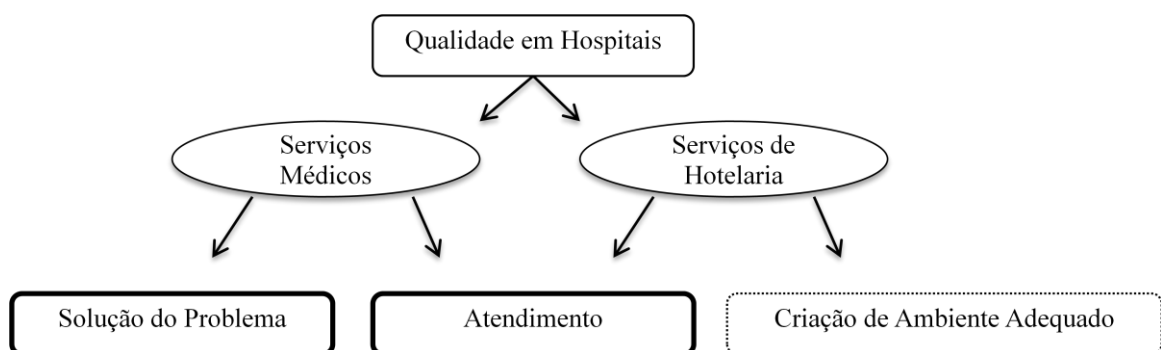 Qualidade em Hospitais
Serviços
Médicos
Serviços de
Hotelaria
Solução do Problema
Atendimento
Criação de Ambiente Adequado